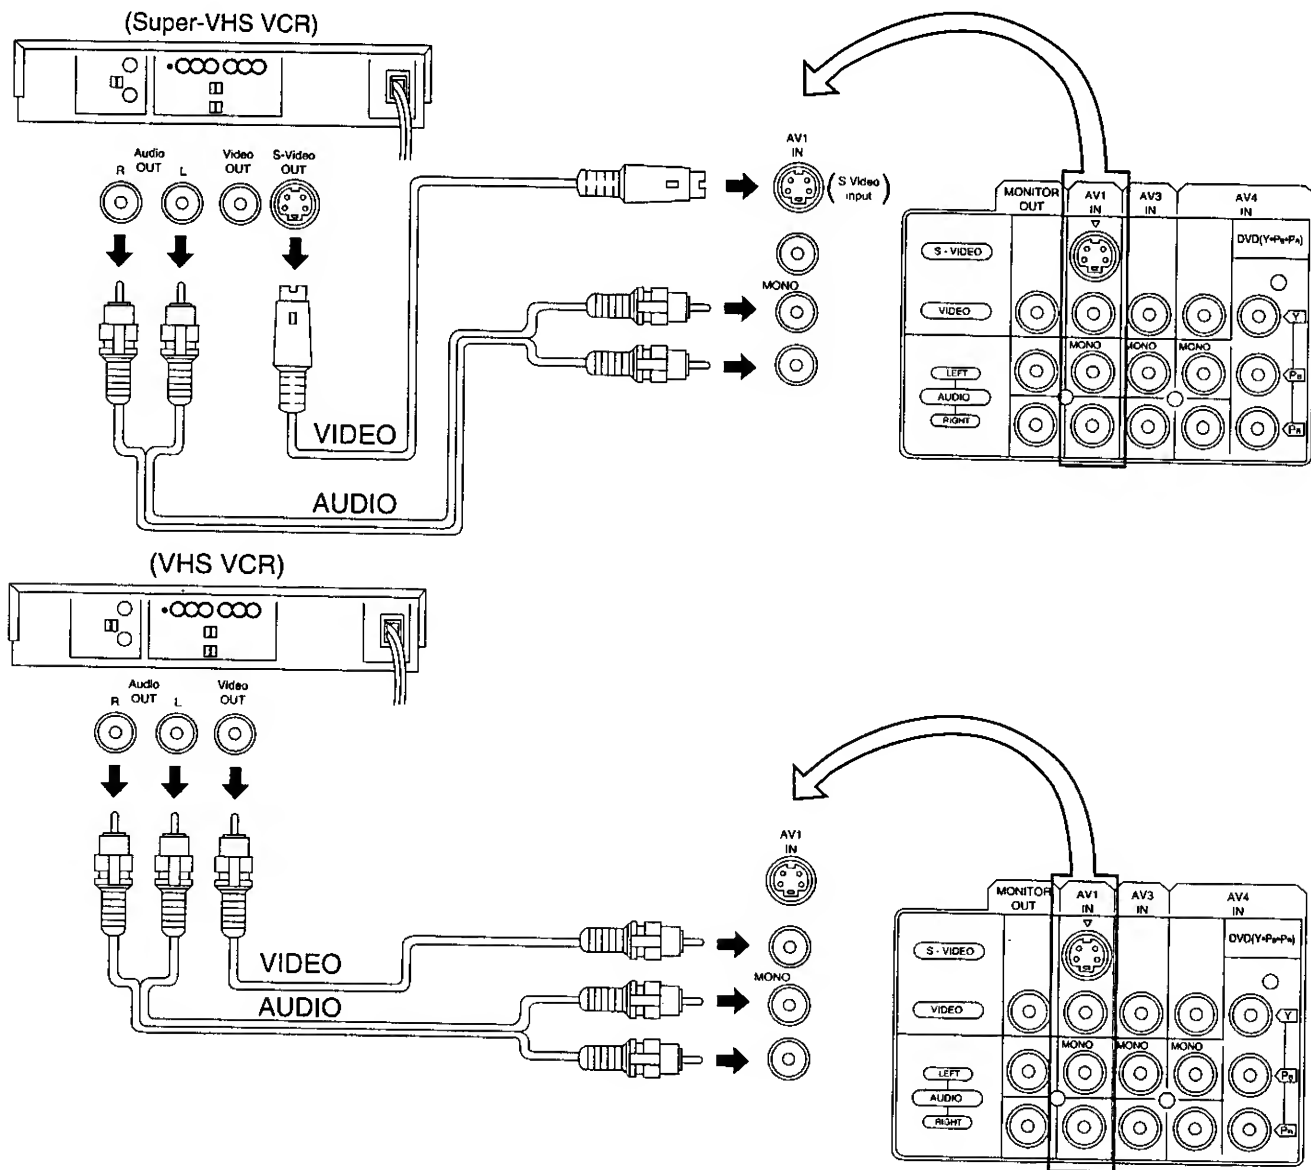 (Super-VHS VCR)
Audio
OUT
R
L
Video
OUT
S-Video
OUT
AV1
IN
(S Video
input)
MONO
VIDEO
AUDIO
MONITOR
OUT
AV1
IN
AV3
IN
AV4
IN
DVD(Y•PB•PR)
S - VIDEO
VIDEO
Y
MONO
MONO
MONO
LEFT
AUDIO
RIGHT
PB
PR
(VHS VCR)
Audio
OUT
R
L
Video
OUT
AV1
IN
MONO
VIDEO
AUDIO
MONITOR
OUT
AV1
IN
AV3
IN
AV4
IN
DVD(Y•PB•PR)
S - VIDEO
VIDEO
Y
MONO
MONO
MONO
LEFT
AUDIO
RIGHT
PB
PR